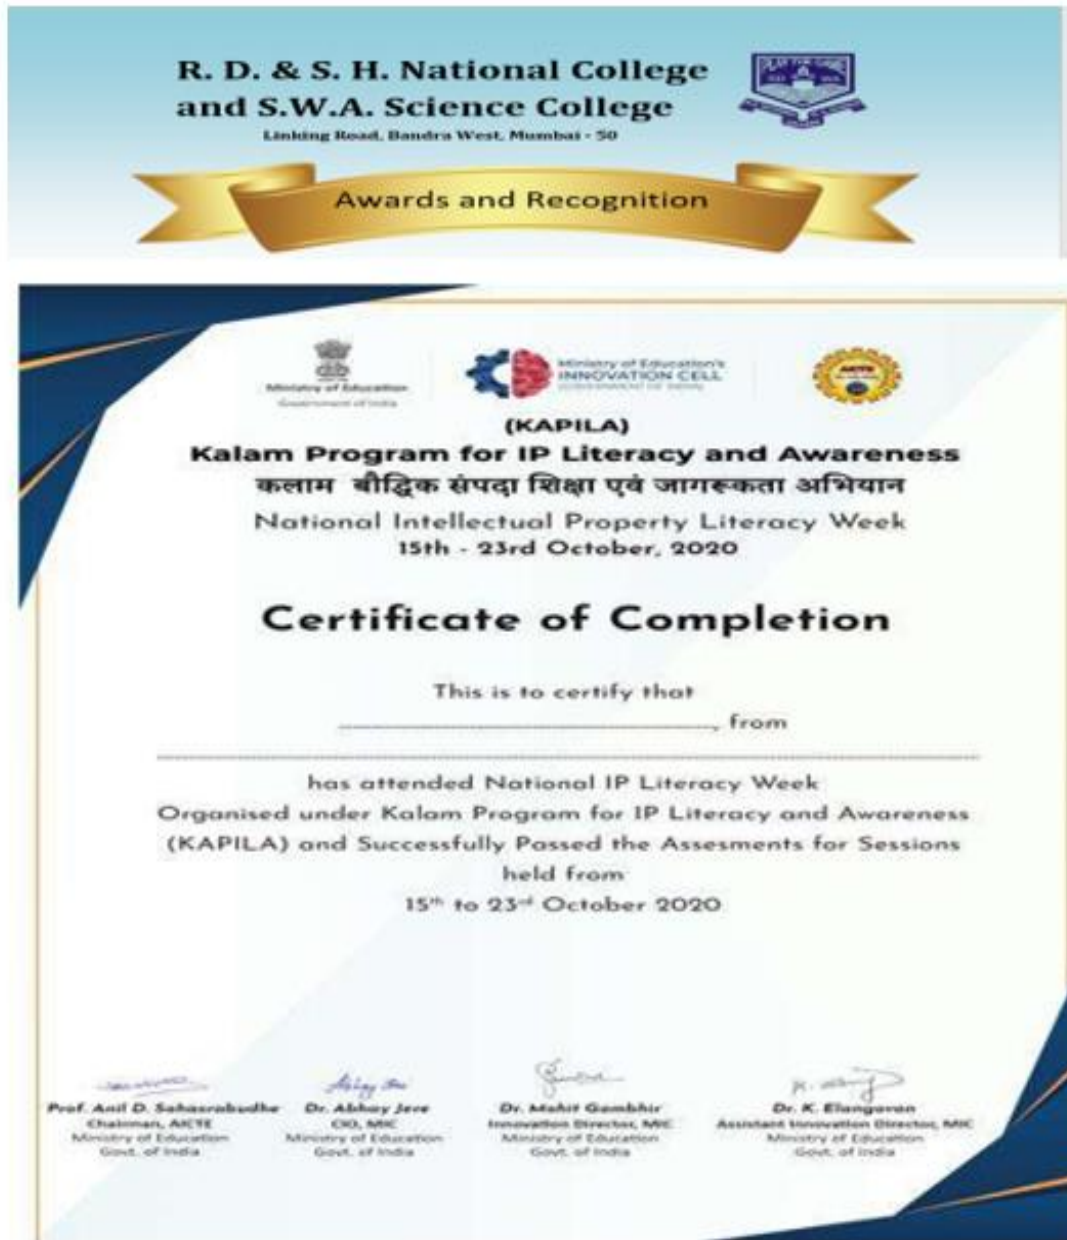 R. D. & S. H. National College
and S.W.A. Science College
Linking Road, Bandra West, Mumbai - 50
PLAY THE GAME
Awards and Recognition
Ministry of Education
Government of India
Ministry of Education's
INNOVATION CELL
GOVERNMENT OF INDIA
AICTE
(KAPILA)
Kalam Program for IP Literacy and Awareness
कलाम बौद्धिक संपदा शिक्षा एवं जागरूकता अभियान
National Intellectual Property Literacy Week
15th - 23rd October, 2020
Certificate of Completion
This is to certify that
, from
has attended National IP Literacy Week
Organised under Kalam Program for IP Literacy and Awareness
(KAPILA) and Successfully Passed the Assesments for Sessions
held from
15th to 23rd October 2020
Prof. Anil D. Sahasrabudhe
Chairman, AICTE
Ministry of Education
Govt. of India
Dr. Abhay Jere
CIO, MIC
Ministry of Education
Govt. of India
Dr. Mohit Gambhir
Innovation Director, MIC
Ministry of Education
Govt. of India
Dr. K. Elangovan
Assistant Innovation Director, MIC
Ministry of Education
Govt. of India